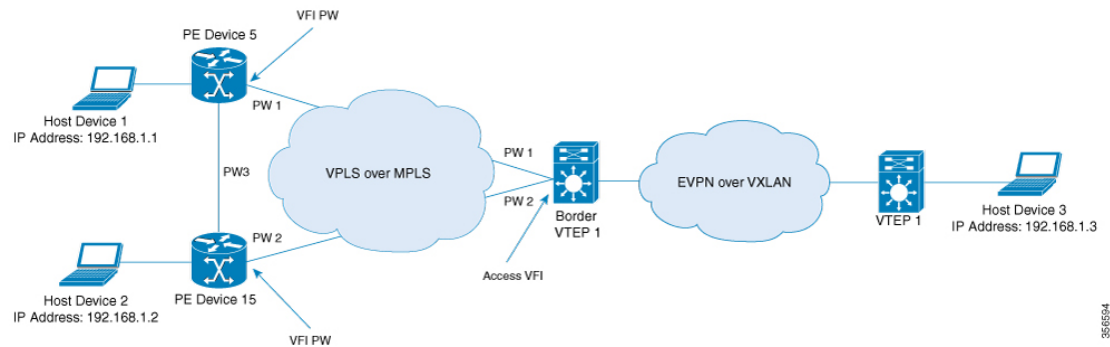 VFI PW
PE Device 5
PW 1
Host Device 1
IP Address: 192.168.1.1
PW3
VPLS over MPLS
PW 1
PW 2
Border
VTEP 1
EVPN over VXLAN
VTEP 1
Host Device 3
IP Address: 192.168.1.3
PW 2
Access VFI
Host Device 2
IP Address: 192.168.1.2
PE Device 15
VFI PW
356594